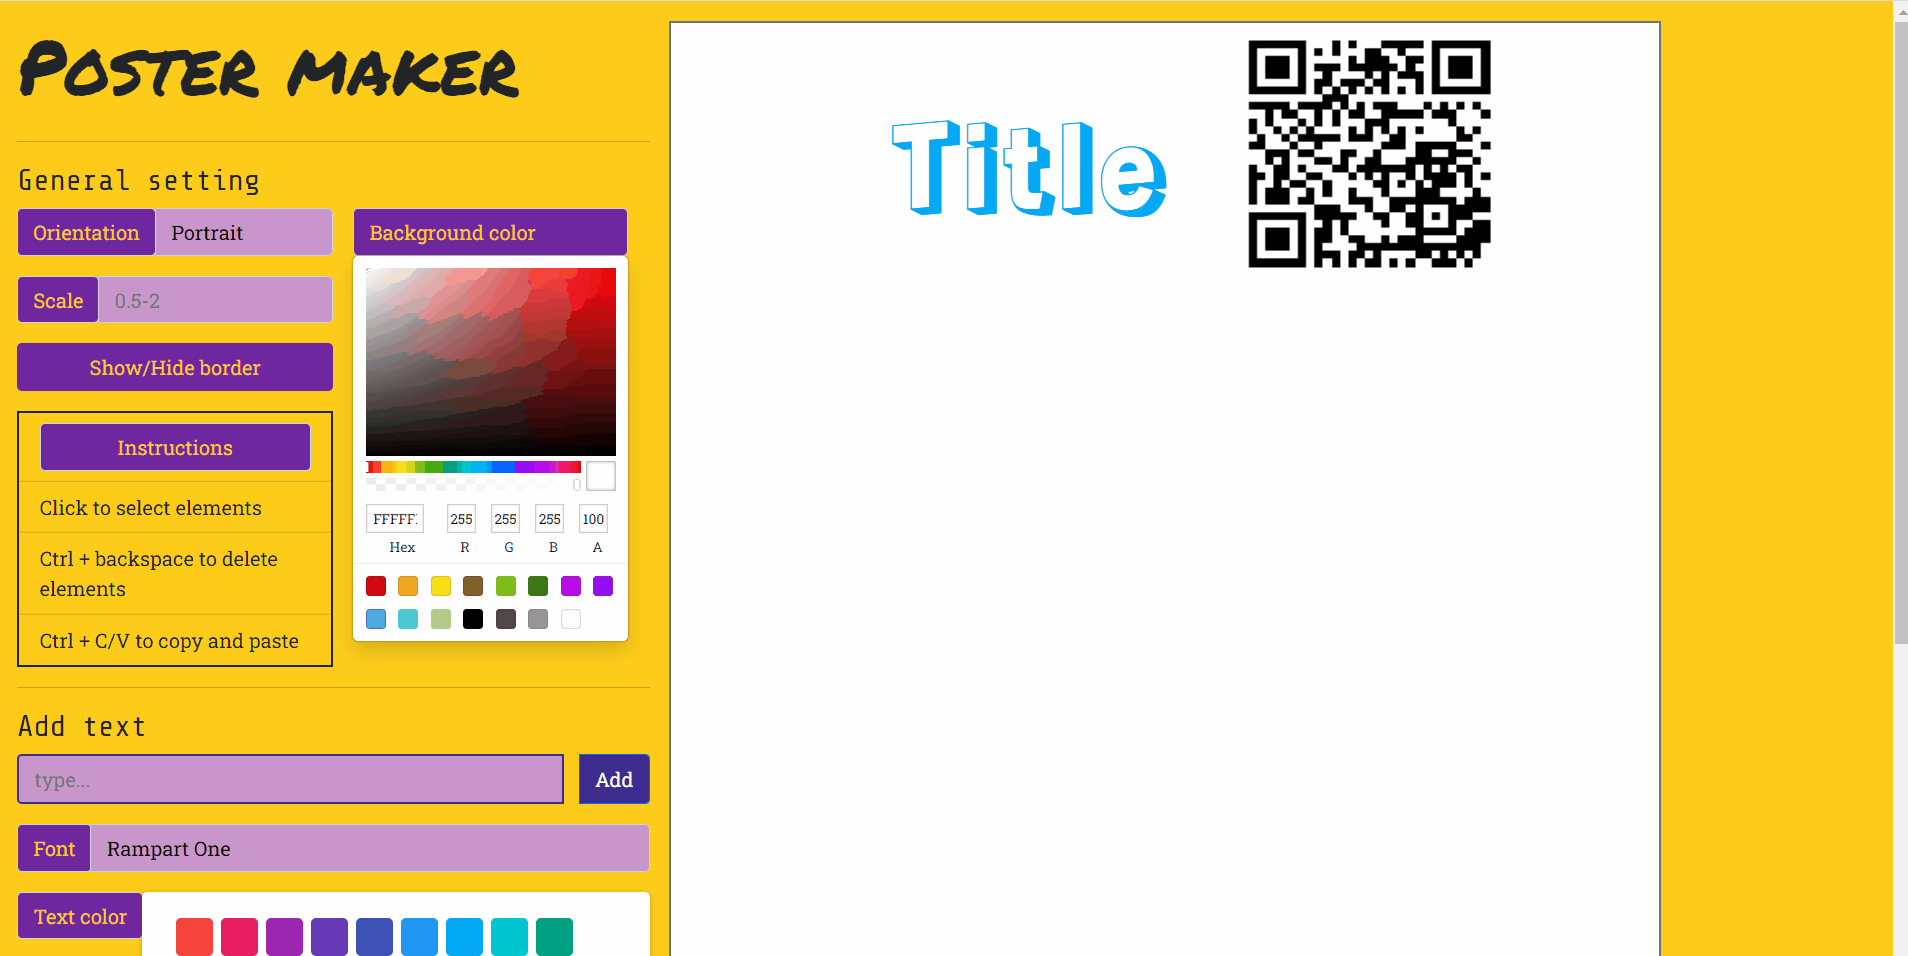 Poster maker
General setting
Orientation
Portrait
Background color
Scale
0.5-2
Show/Hide border
Instructions
Click to select elements
Ctrl + backspace to delete
elements
Ctrl + C/V to copy and paste
FFFFF
255
255
255
100
Hex
R
G
B
A
Add text
type...
Add
Font
Rampart One
Text color
Title